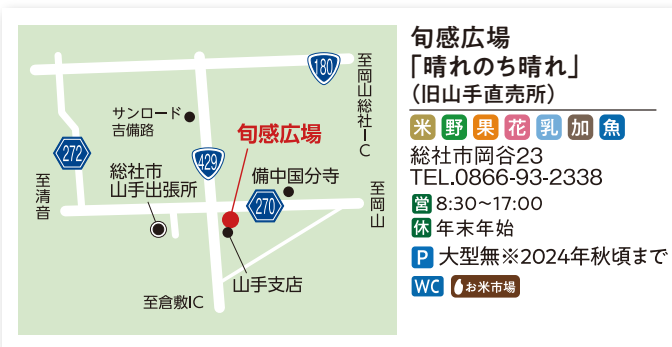 旬感広場
「晴れのち晴れ」
（旧山手直売所）
米 野 果 花 乳 加 魚
総社市岡谷23
TEL.0866-93-2338
営 8:30～17:00
休 年末年始
P 大型無※2024年秋頃まで
WC お米市場
180
至岡山総社IC
サンロード
吉備路
旬感広場
272
429
総社市
山手出張所
備中国分寺
至清音
270
至岡山
山手支店
至倉敷IC